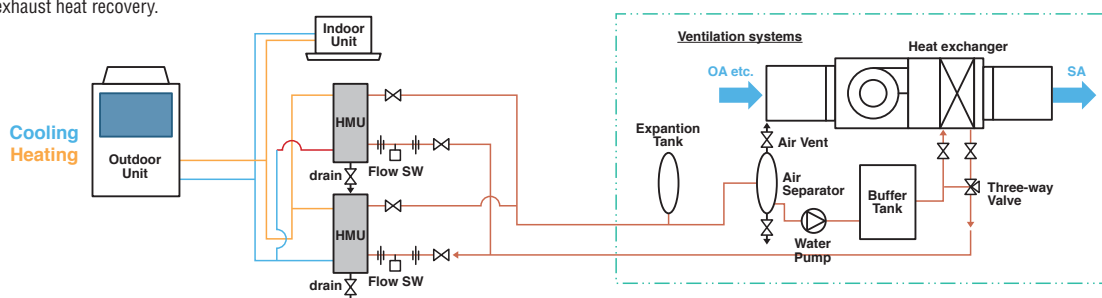 exhaust heat recovery.
Indoor
Unit
Ventilation systems
Heat exchanger
OA etc.
SA
HMU
Cooling
Heating
Outdoor
Unit
Expantion
Tank
Air Vent
drain
Flow SW
Air
Separator
Buffer
Tank
Three-way
Valve
HMU
Water
Pump
drain
Flow SW